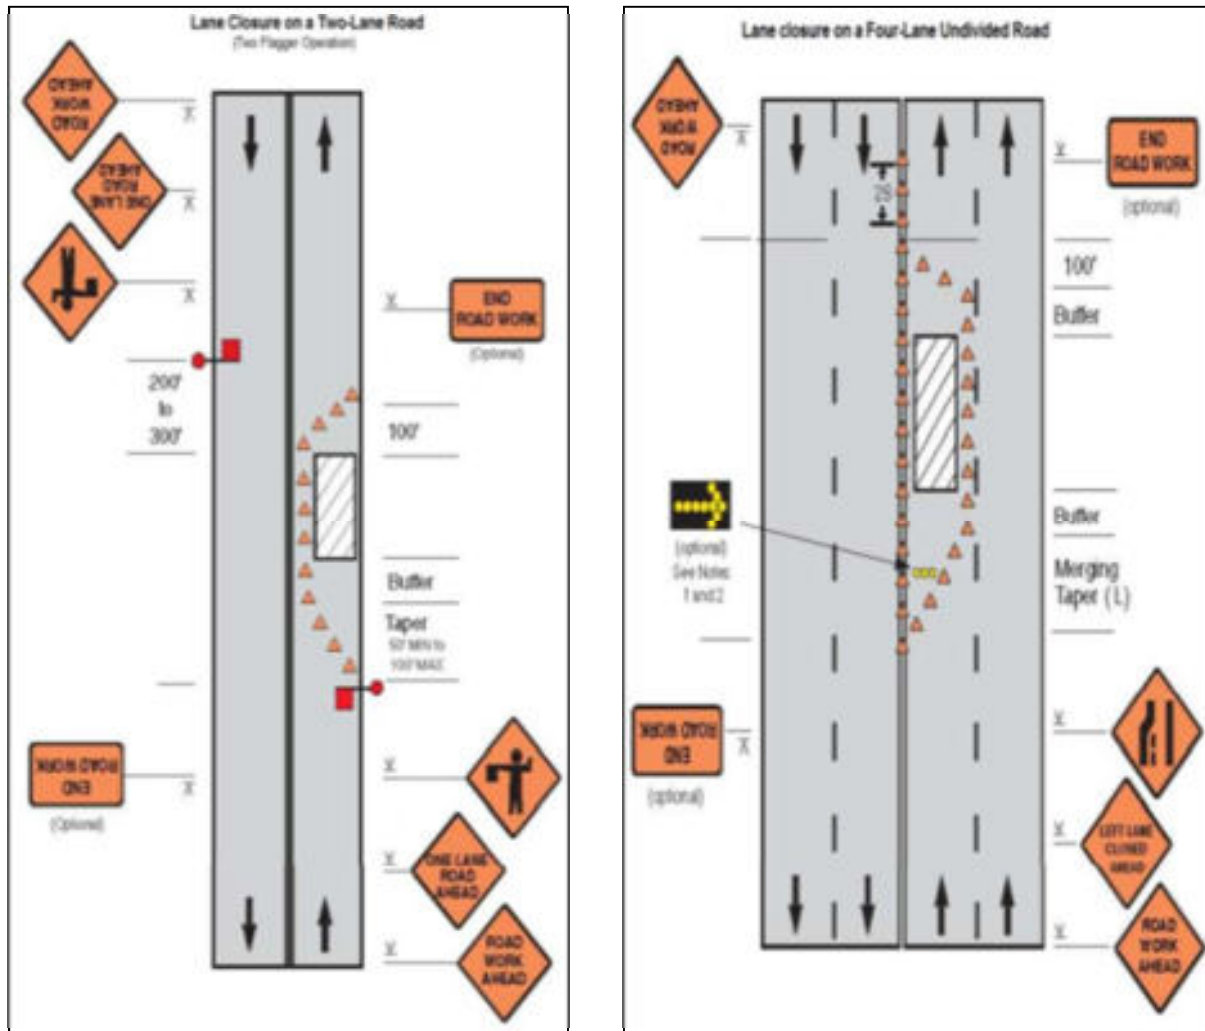 Lane Closure on a Two-Lane Road
(Two Flagger Operation)
ROAD
WORK
AHEAD
ONE LANE
ROAD
AHEAD
END
ROAD WORK
(Optional)
200'
to
300'
100'
Buffer
Taper
50' MIN to
100' MAX
END
ROAD WORK
(Optional)
ONE LANE
ROAD
AHEAD
ROAD
WORK
AHEAD
Lane closure on a Four-Lane Undivided Road
ROAD
WORK
AHEAD
END
ROAD WORK
(optional)
100'
Buffer
(optional)
See Notes
1 and 2
Buffer
Merging
Taper (L)
END
ROAD WORK
(optional)
LEFT LANE
CLOSED
AHEAD
ROAD
WORK
AHEAD